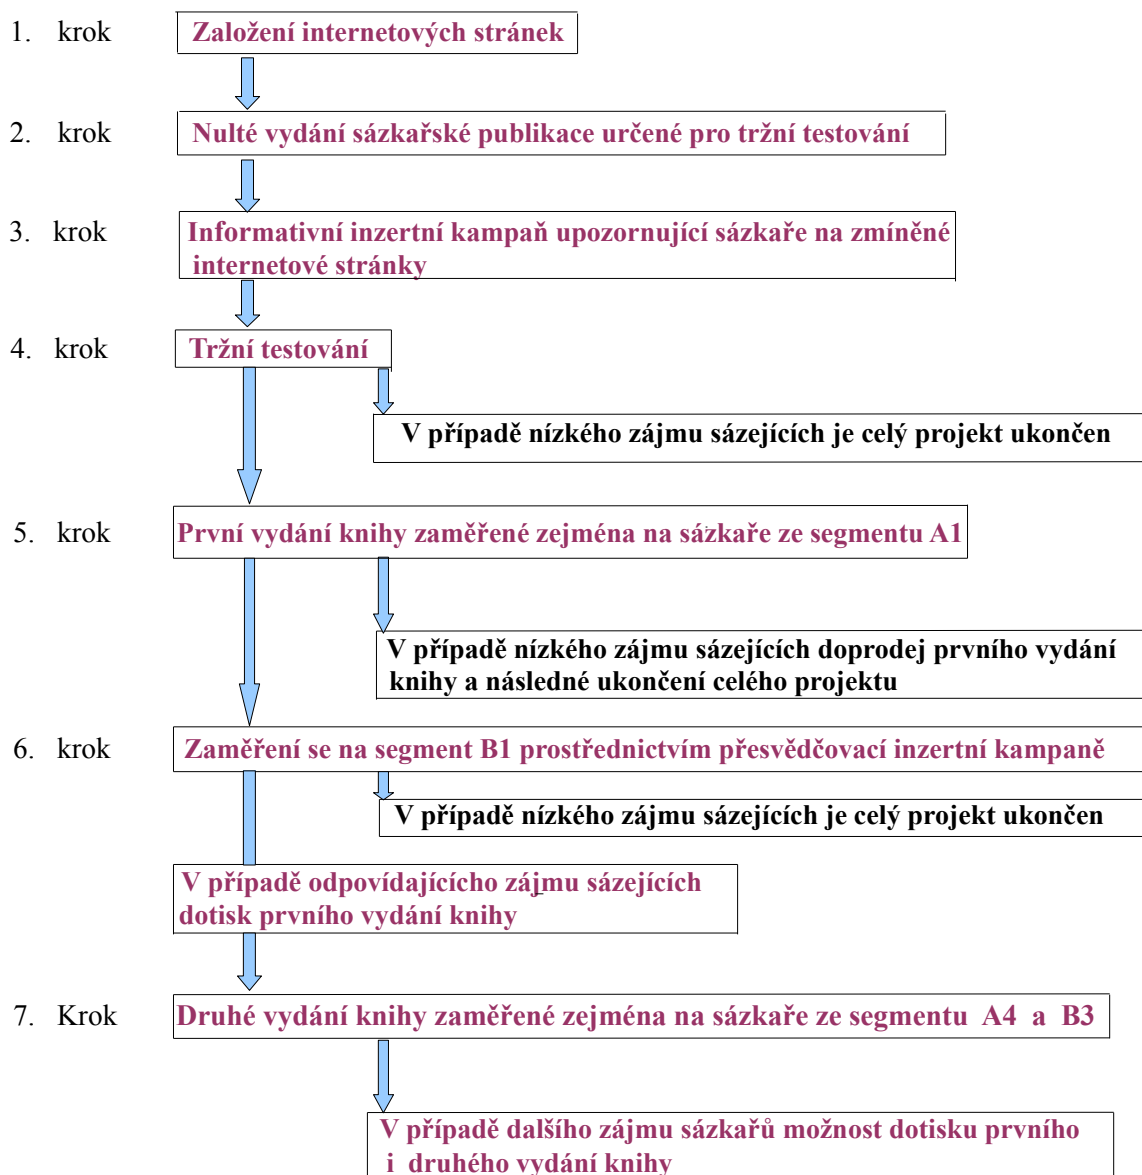 1. krok Založení internetových stránek
2. krok Nulté vydání sázkařské publikace určené pro tržní testování
3. krok Informativní inzertní kampaň upozornující sázkaře na zmíněné
internetové stránky
4. krok Tržní testování
V případě nízkého zájmu sázejících je celý projekt ukončen
5. krok První vydání knihy zaměřené zejména na sázkaře ze segmentu A1
V případě nízkého zájmu sázejících doprodej prvního vydání
knihy a následné ukončení celého projektu
6. krok Zaměření se na segment B1 prostřednictvím přesvědčovací inzertní kampaně
V případě nízkého zájmu sázejících je celý projekt ukončen
V případě odpovídajícícho zájmu sázejících
dotisk prvního vydání knihy
7. Krok Druhé vydání knihy zaměřené zejména na sázkaře ze segmentu A4 a B3
V případě dalšího zájmu sázkařů možnost dotisku prvního
i druhého vydání knihy